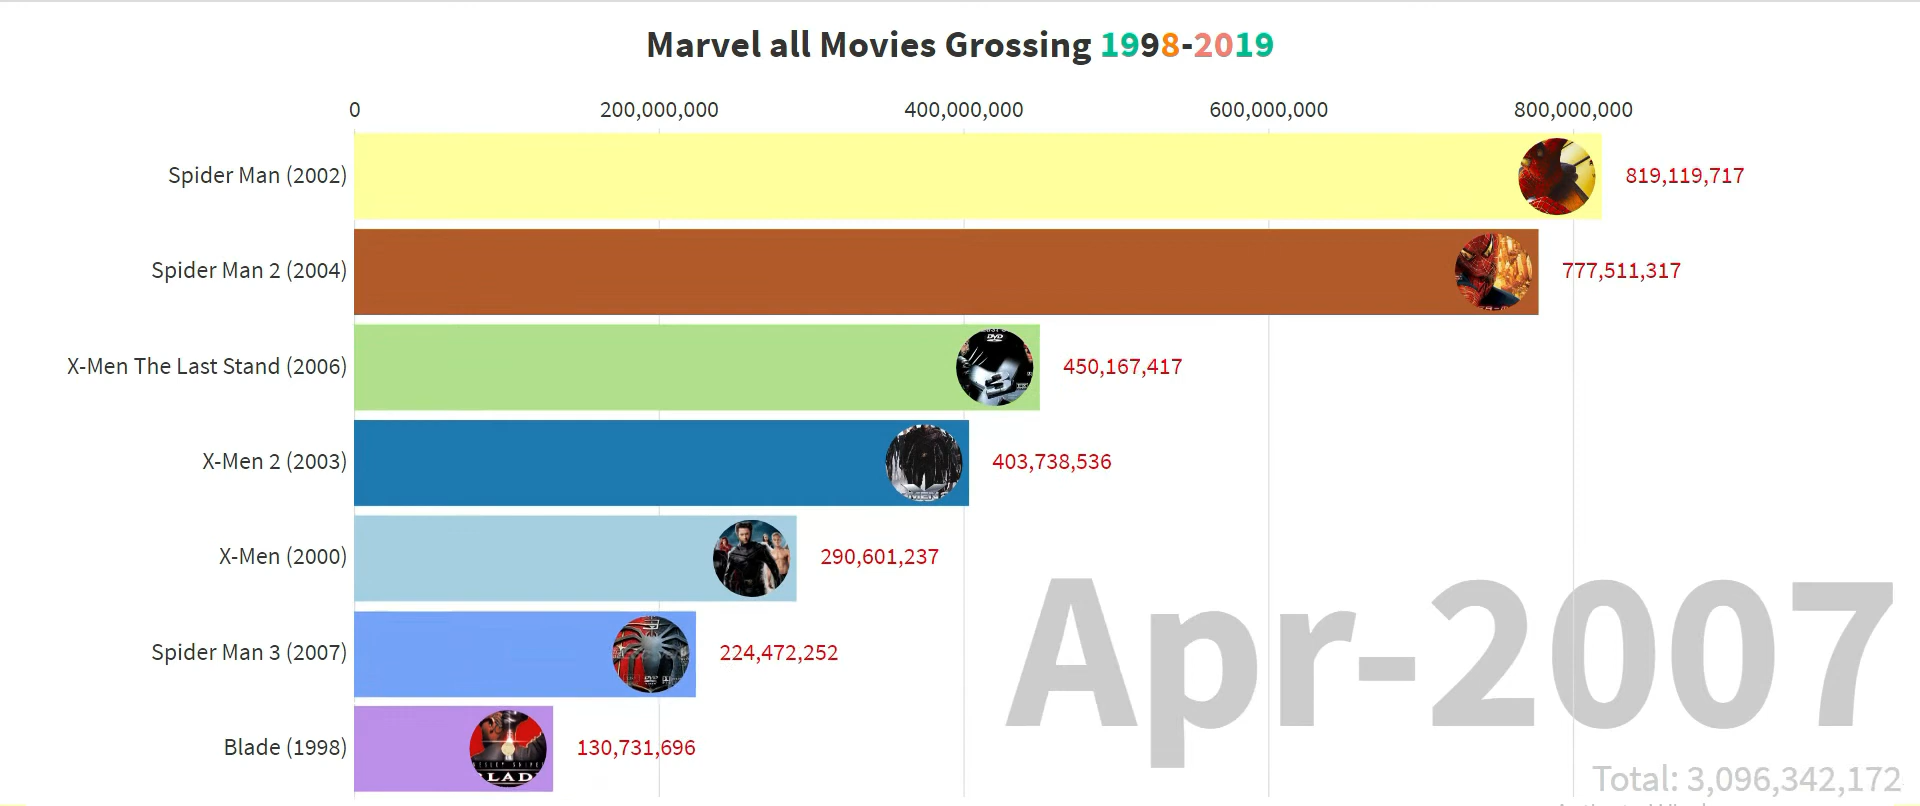 Marvel all Movies Grossing 1998-2019
0 200,000,000 400,000,000 600,000,000 800,000,000
Spider Man (2002) 819,119,717
Spider Man 2 (2004) 777,511,317
X-Men The Last Stand (2006) 450,167,417
X-Men 2 (2003) 403,738,536
X-Men (2000) 290,601,237
Spider Man 3 (2007) 224,472,252
Blade (1998) 130,731,696
Apr-2007
Total: 3,096,342,172